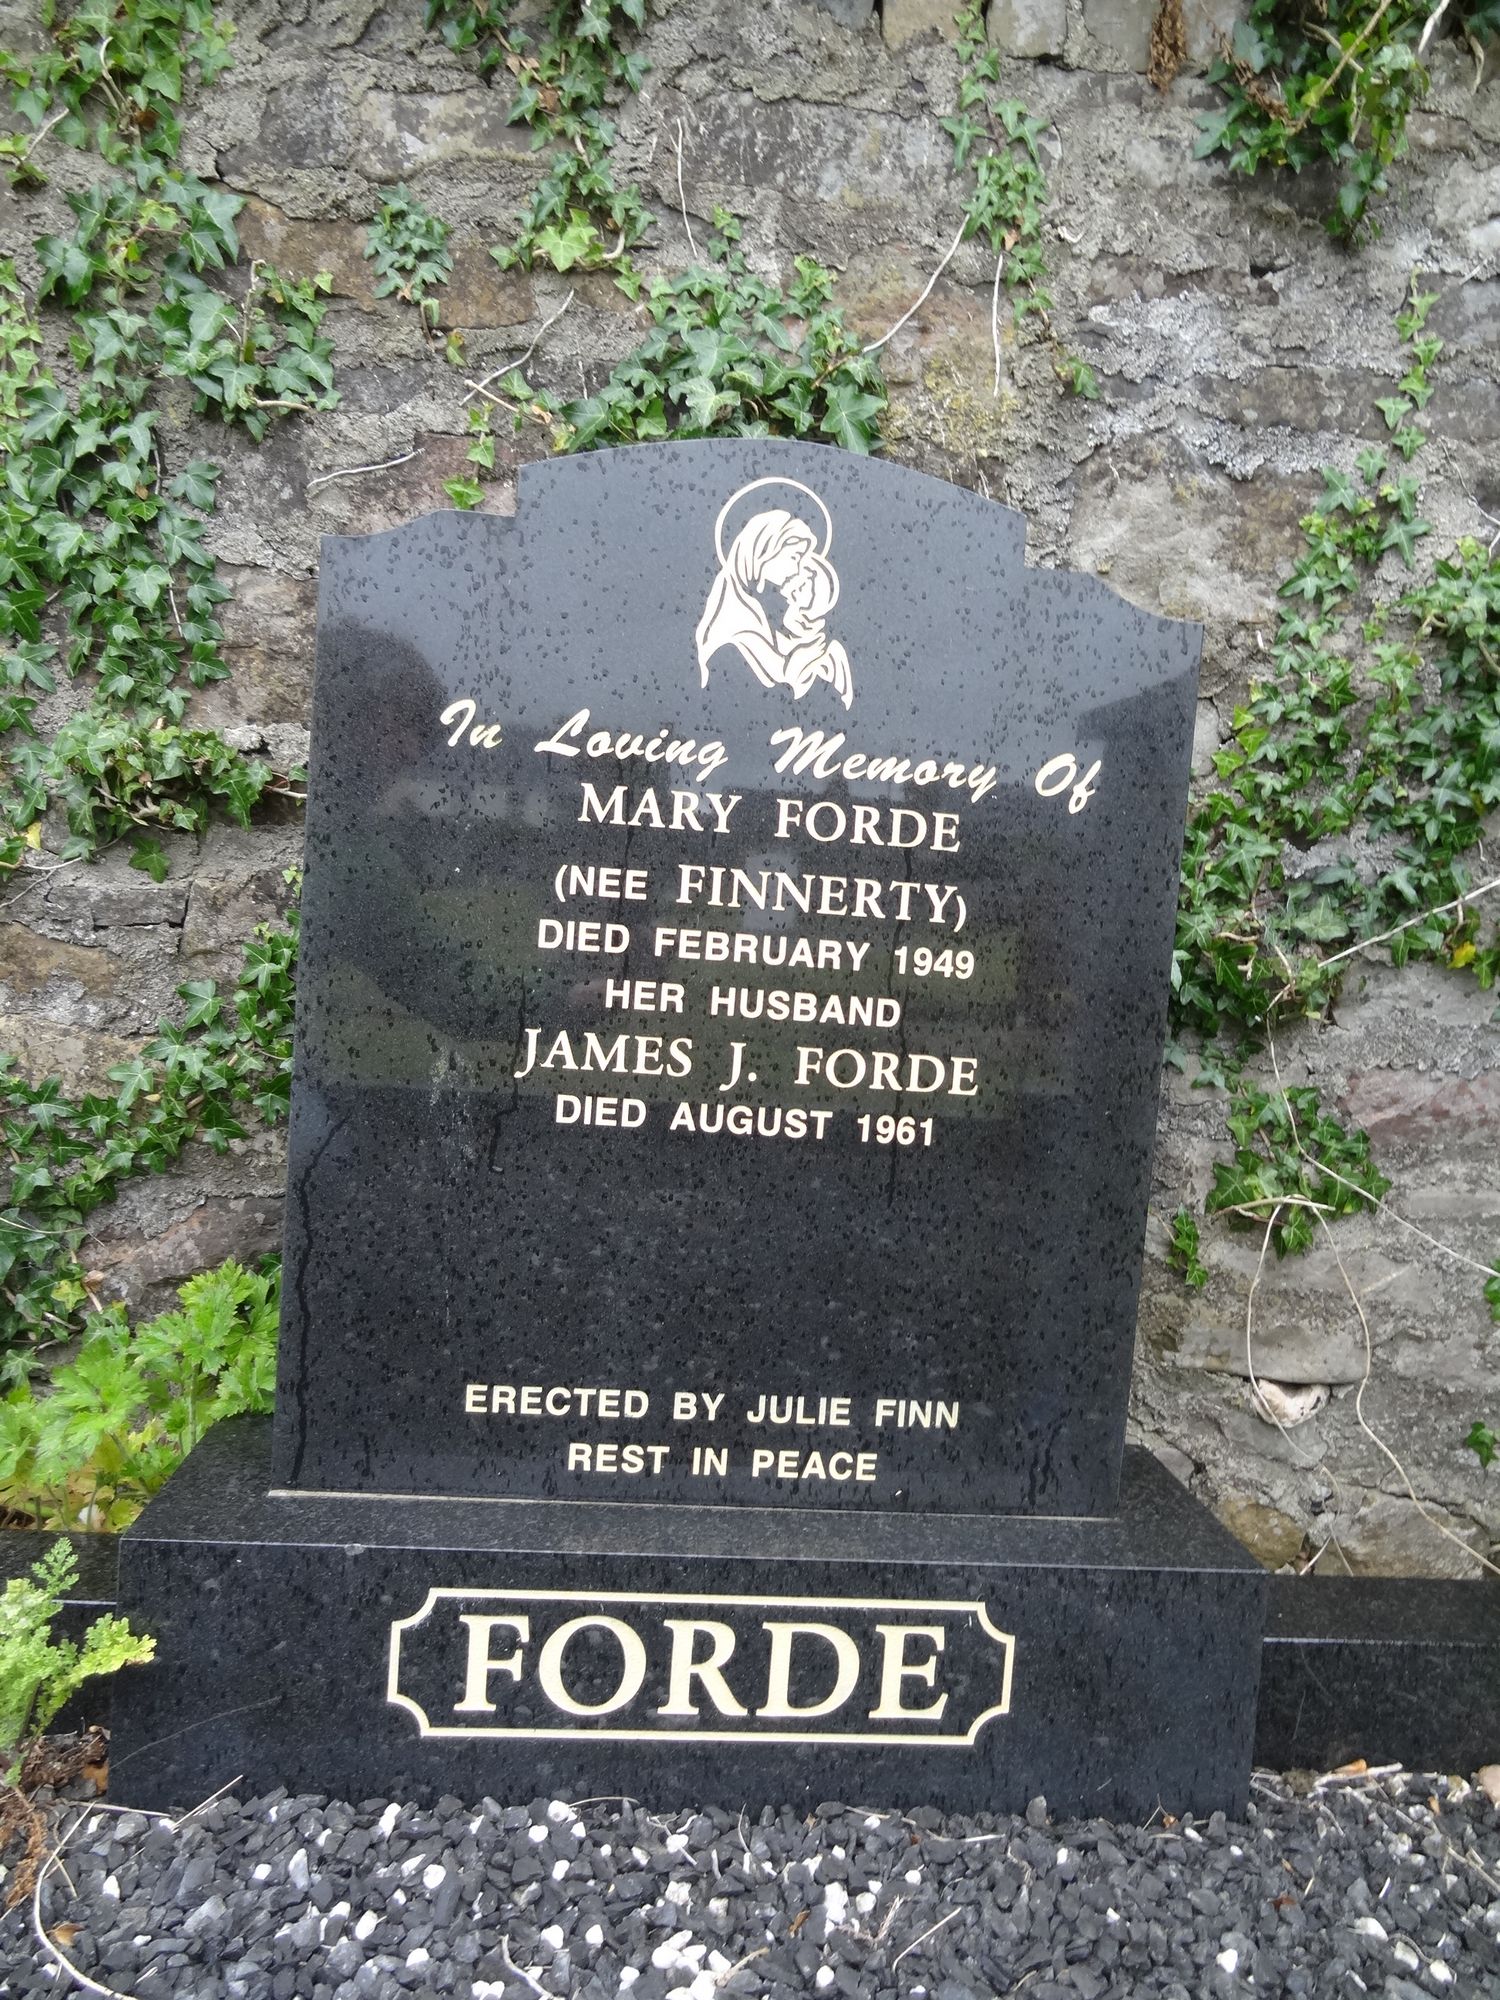 In Loving Memory Of
MARY FORDE
(NEE FINNERTY)
DIED FEBRUARY 1949
HER HUSBAND
JAMES J. FORDE
DIED AUGUST 1961
ERECTED BY JULIE FINN
REST IN PEACE
FORDE